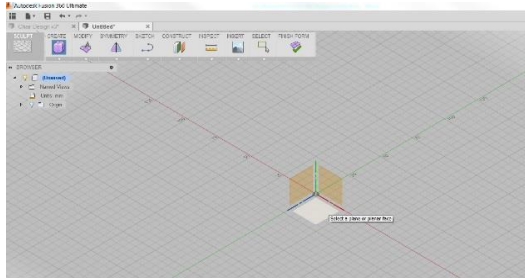 Autodesk Fusion 360 Ultimate
Untitled*
SCULPT CREATE MODIFY SYMMETRY SKETCH CONSTRUCT INSPECT INSERT SELECT FINISH FORM
BROWSER
(Unsaved)
Named Views
Units: mm
Origin
Select a plane or planar face